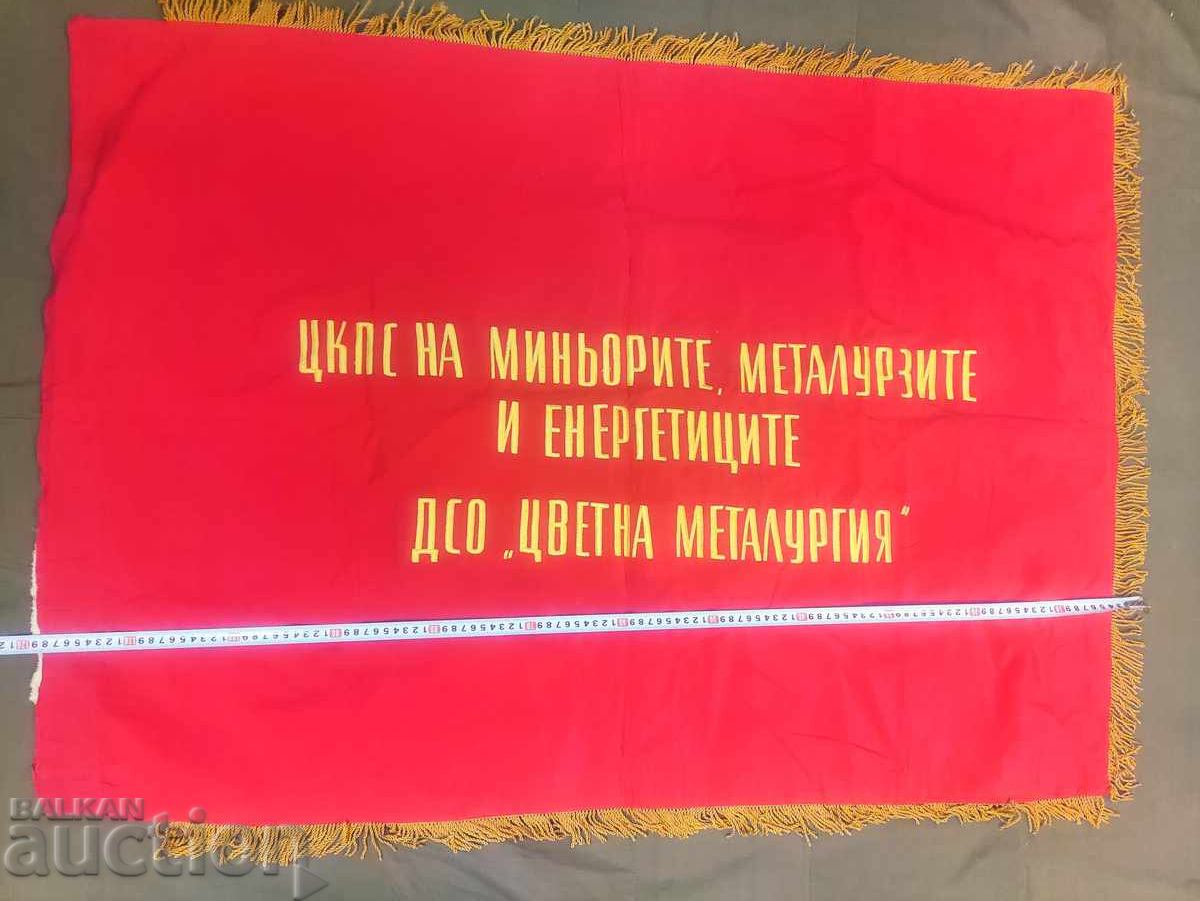 ЦКПС НА МИНЬОРИТЕ, МЕТАЛУРЗИТЕ
И ЕНЕРГЕТИЦИТЕ
ДСО „ЦВЕТНА МЕТАЛУРГИЯ“
BALKAN
auction